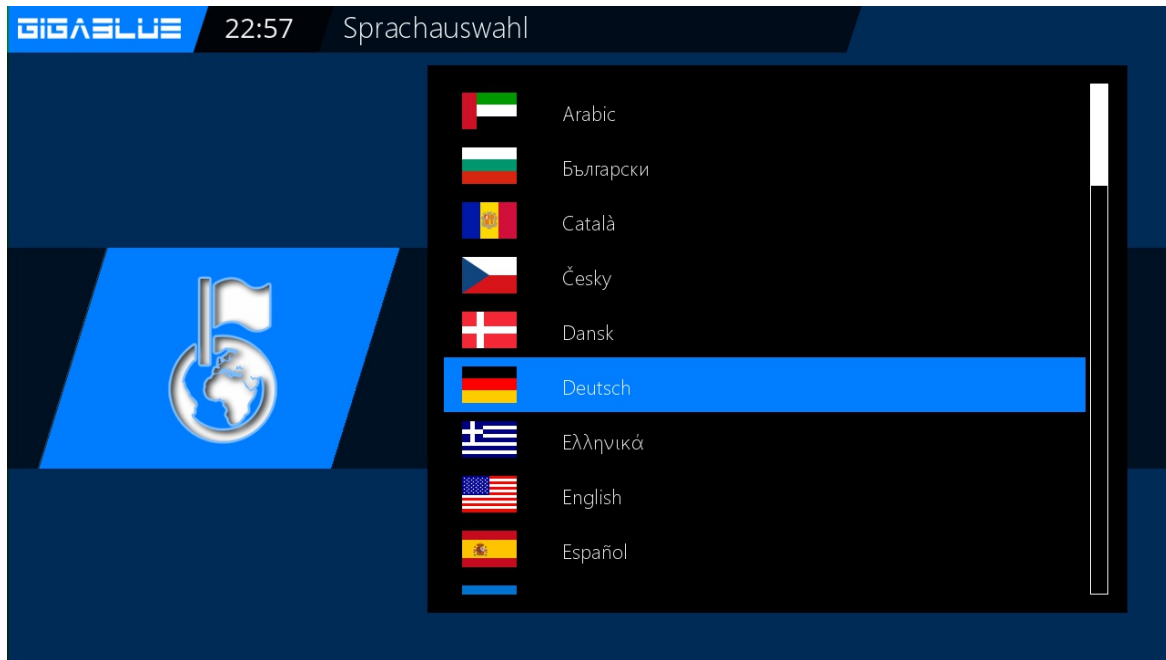 GIGABLUE 22:57 Sprachauswahl
Arabic
Български
Català
Česky
Dansk
Deutsch
Ελληνικά
English
Español